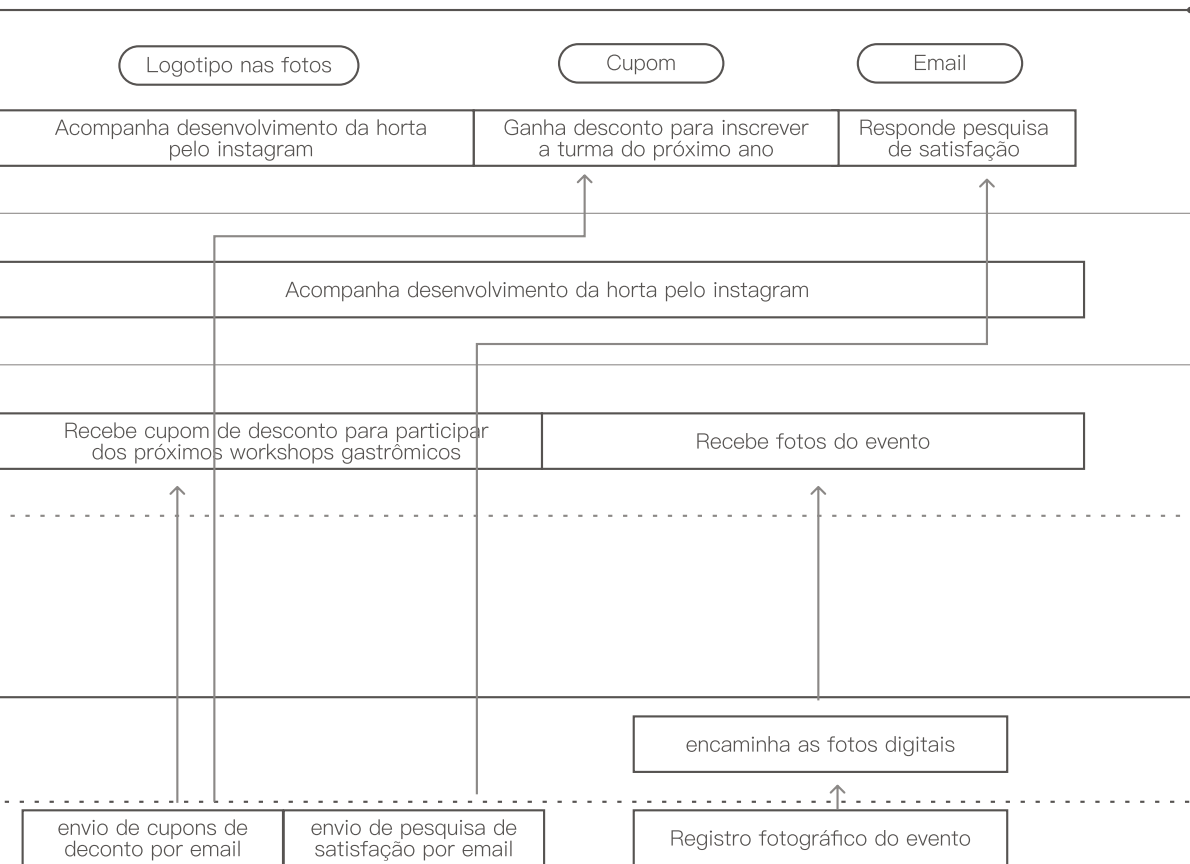 Logotipo nas fotos
Cupom
Email
Acompanha desenvolvimento da horta
pelo instagram
Ganha desconto para inscrever
a turma do próximo ano
Responde pesquisa
de satisfação
Acompanha desenvolvimento da horta pelo instagram
Recebe cupom de desconto para participar
dos próximos workshops gastrômicos
Recebe fotos do evento
encaminha as fotos digitais
envio de cupons de
deconto por email
envio de pesquisa de
satisfação por email
Registro fotográfico do evento